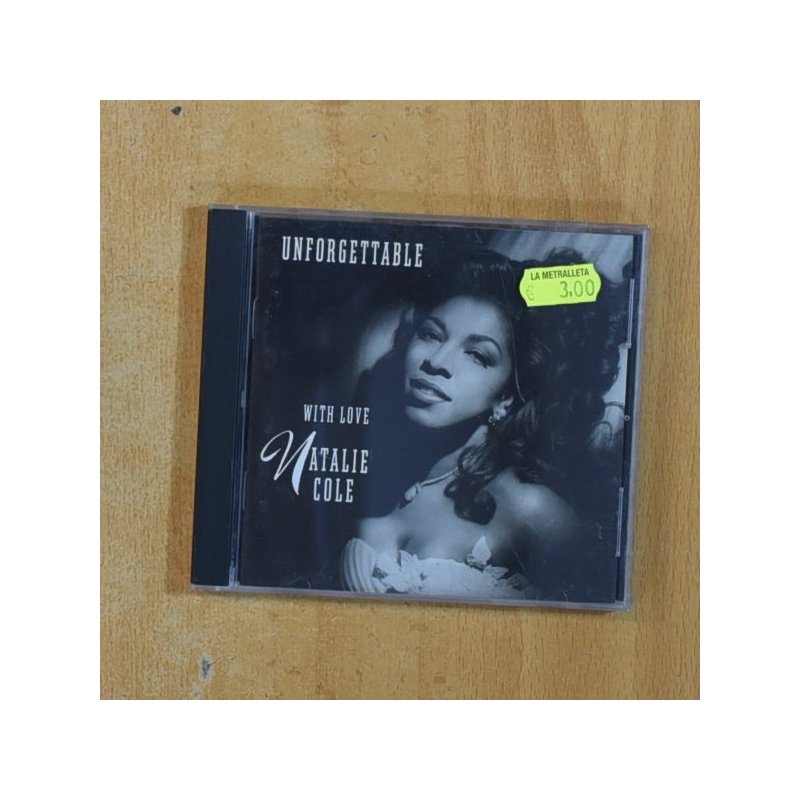 UNFORGETTABLE
LA METRALLETA
€ 3,00
WITH LOVE
NATALIE
COLE